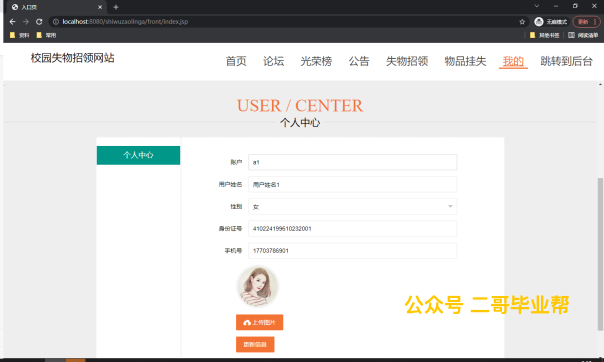 入口页
localhost:8080/shiwuzaolinga/front/index.jsp
无痕模式
更新
资料
常用
其他书签
阅读清单
校园失物招领网站
首页 论坛 光荣榜 公告 失物招领 物品挂失 我的 跳转到后台
USER / CENTER
个人中心
个人中心
账户 a1
用户姓名 用户姓名1
性别 女
身份证号 410224199610232001
手机号 17703786901
上传图片
更新信息
公众号 二哥毕业帮